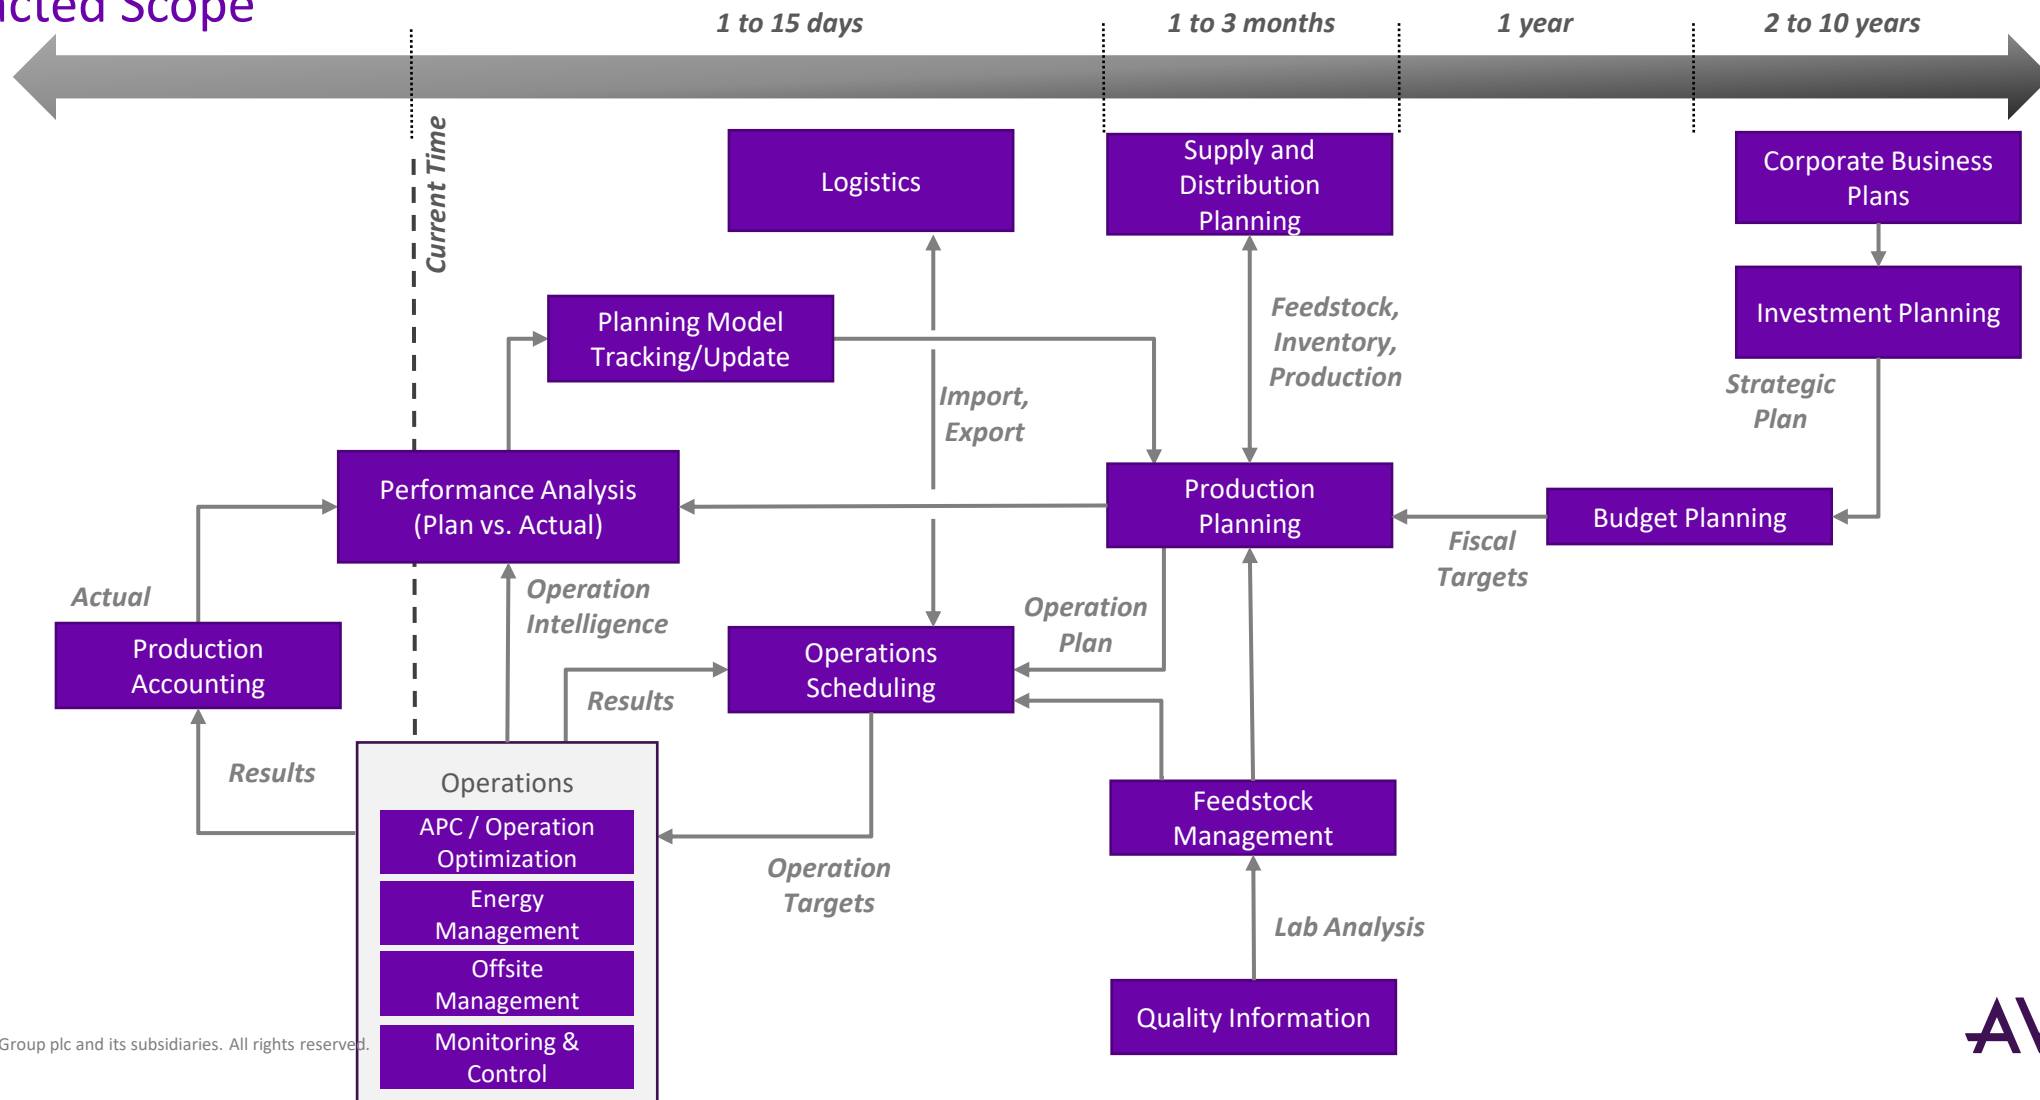 Scope
1 to 15 days
1 to 3 months
1 year
2 to 10 years
Current Time
Logistics
Supply and
Distribution
Planning
Corporate Business
Plans
Planning Model
Tracking/Update
Feedstock,
Inventory,
Production
Investment Planning
Import,
Export
Strategic
Plan
Performance Analysis
(Plan vs. Actual)
Production
Planning
Budget Planning
Fiscal
Targets
Actual
Operation
Intelligence
Operation
Plan
Production
Accounting
Results
Operations
Scheduling
Results
Operations
APC / Operation
Optimization
Energy
Management
Offsite
Management
Monitoring &
Control
Operation
Targets
Feedstock
Management
Lab Analysis
Quality Information
Group plc and its subsidiaries. All rights reserved.